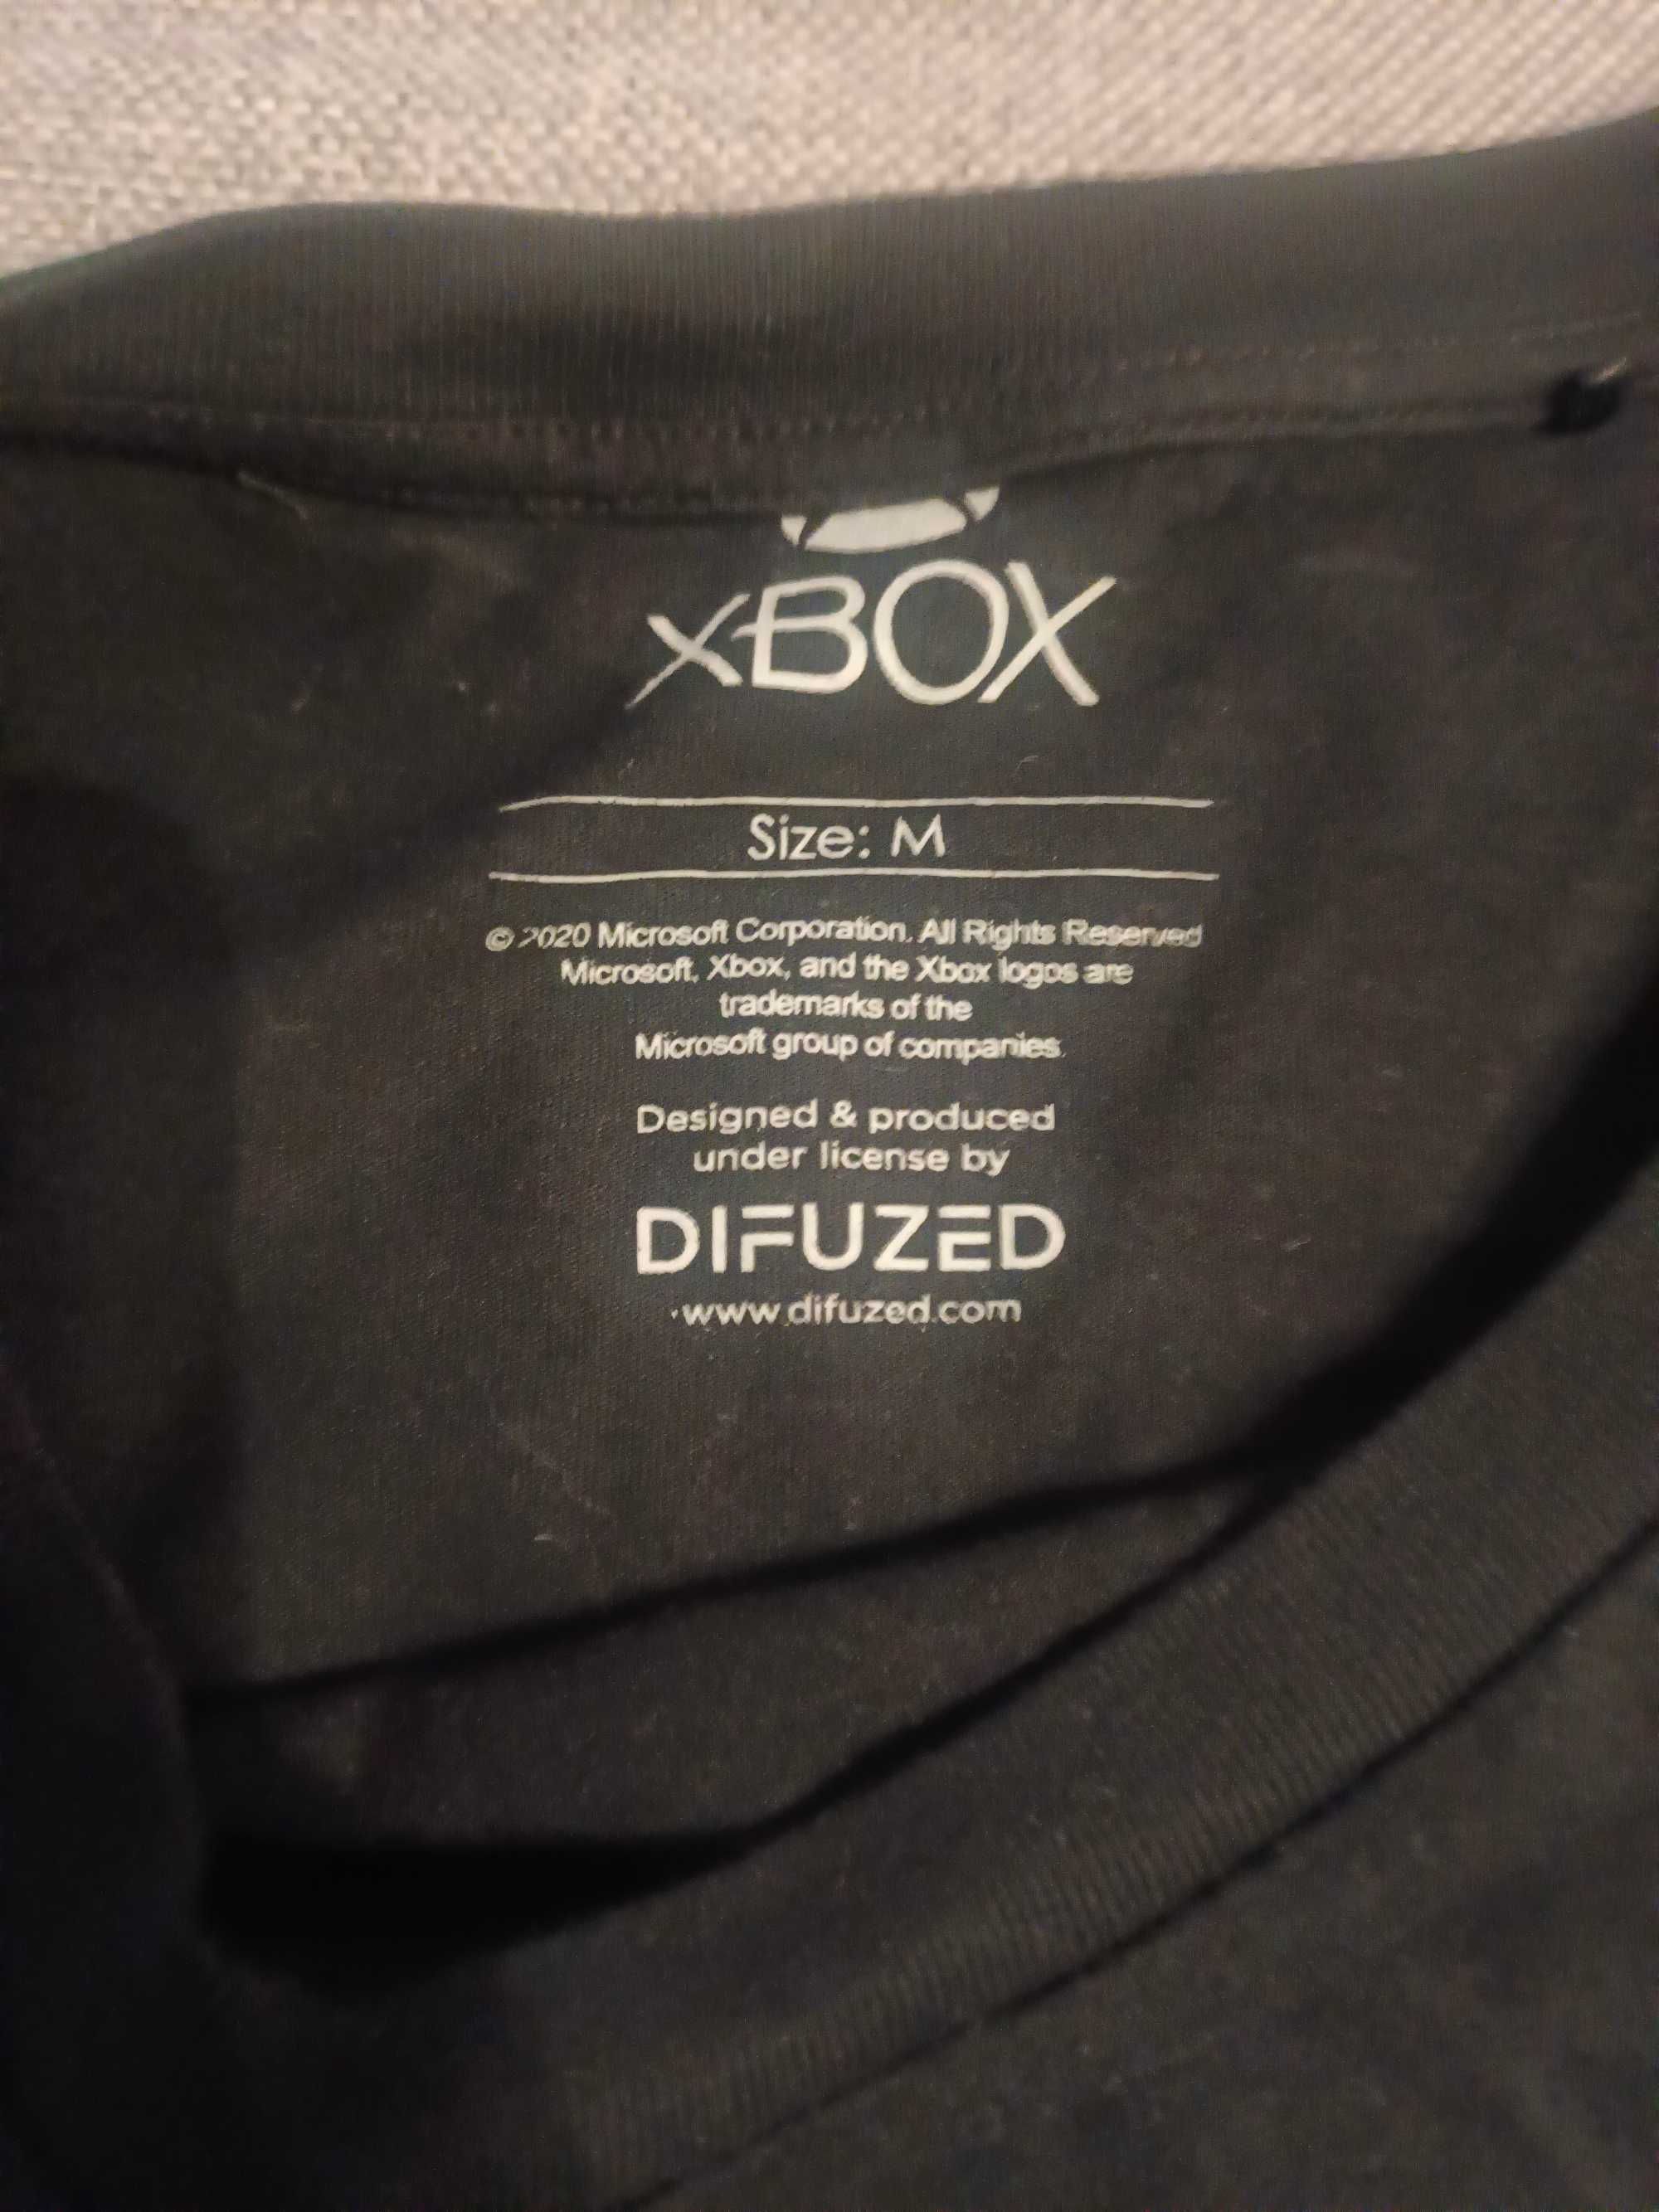 XBOX
Size: M
© 2020 Microsoft Corporation. All Rights Reserved
Microsoft, Xbox, and the Xbox logos are
trademarks of the
Microsoft group of companies.
Designed & produced
under license by
DIFUZED
www.difuzed.com